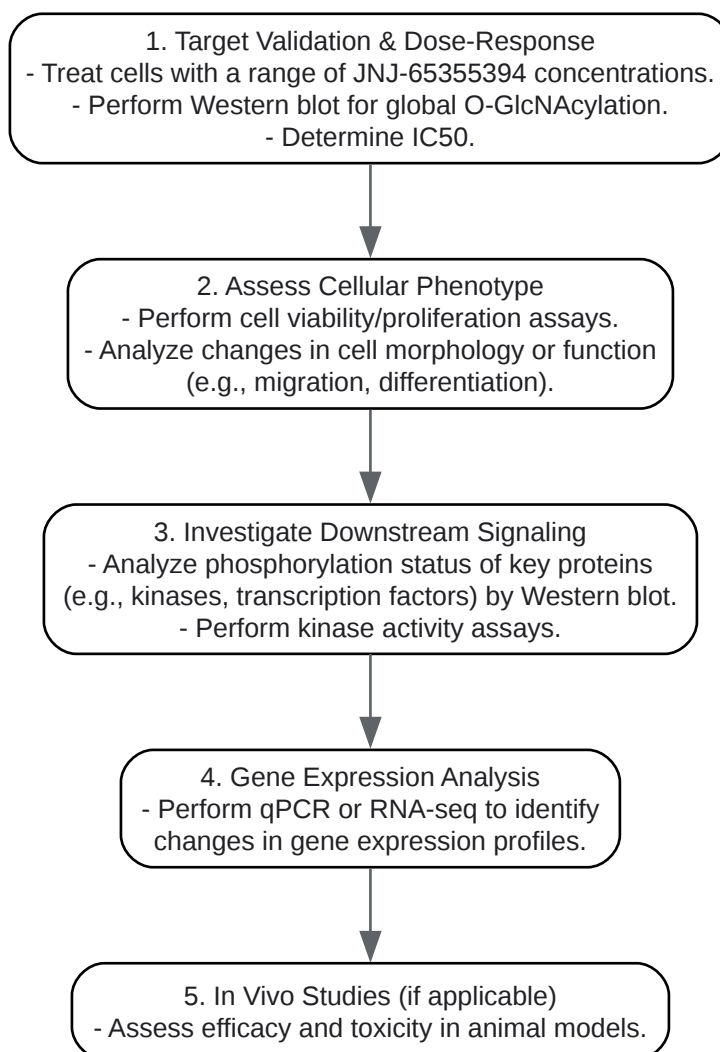 1. Target Validation & Dose-Response
- Treat cells with a range of JNJ-65355394 concentrations.
- Perform Western blot for global O-GlcNAcylation.
- Determine IC50.
2. Assess Cellular Phenotype
- Perform cell viability/proliferation assays.
- Analyze changes in cell morphology or function
(e.g., migration, differentiation).
3. Investigate Downstream Signaling
- Analyze phosphorylation status of key proteins
(e.g., kinases, transcription factors) by Western blot.
- Perform kinase activity assays.
4. Gene Expression Analysis
- Perform qPCR or RNA-seq to identify
changes in gene expression profiles.
5. In Vivo Studies (if applicable)
- Assess efficacy and toxicity in animal models.